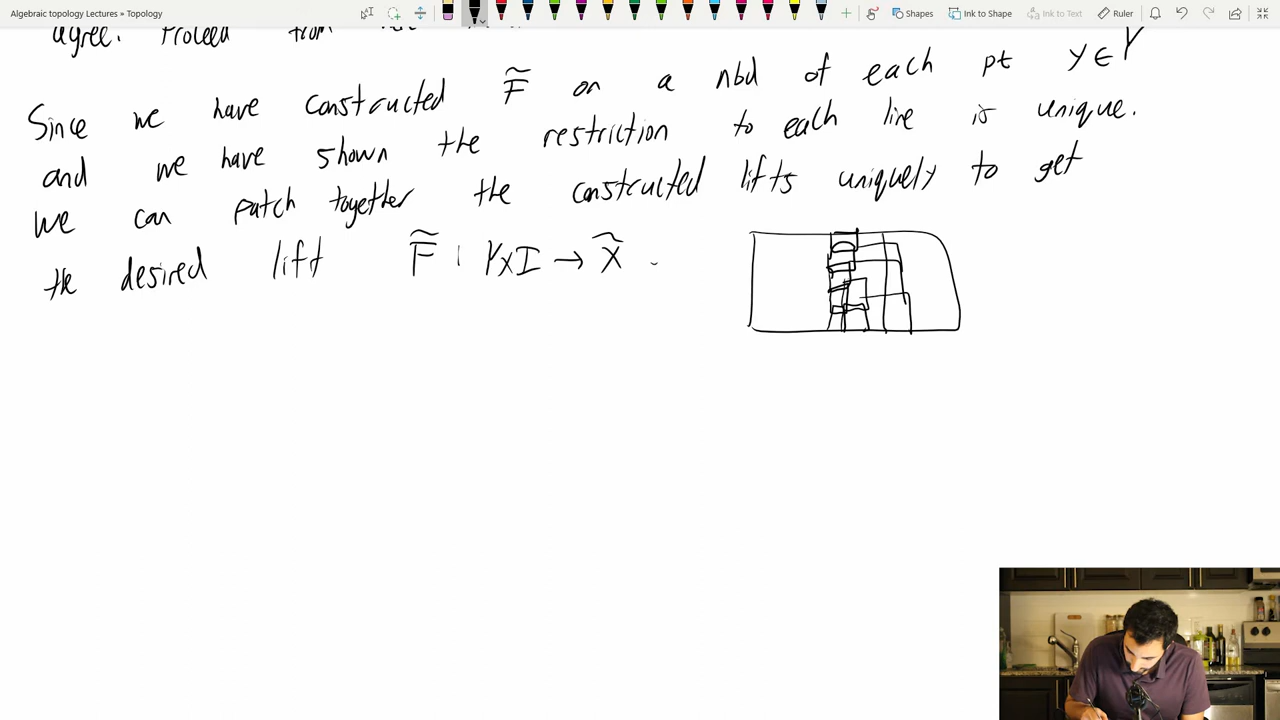 Algebraic topology Lectures » Topology
Shapes
Ink to Shape
Ink to Text
Ruler
agree. Proceed from
Since we have constructed F̃ on a nbd of each pt y ∈ Y
and we have shown the restriction to each line is unique.
we can patch together the constructed lifts uniquely to get
the desired lift F̃ : Y×I → X̃ .